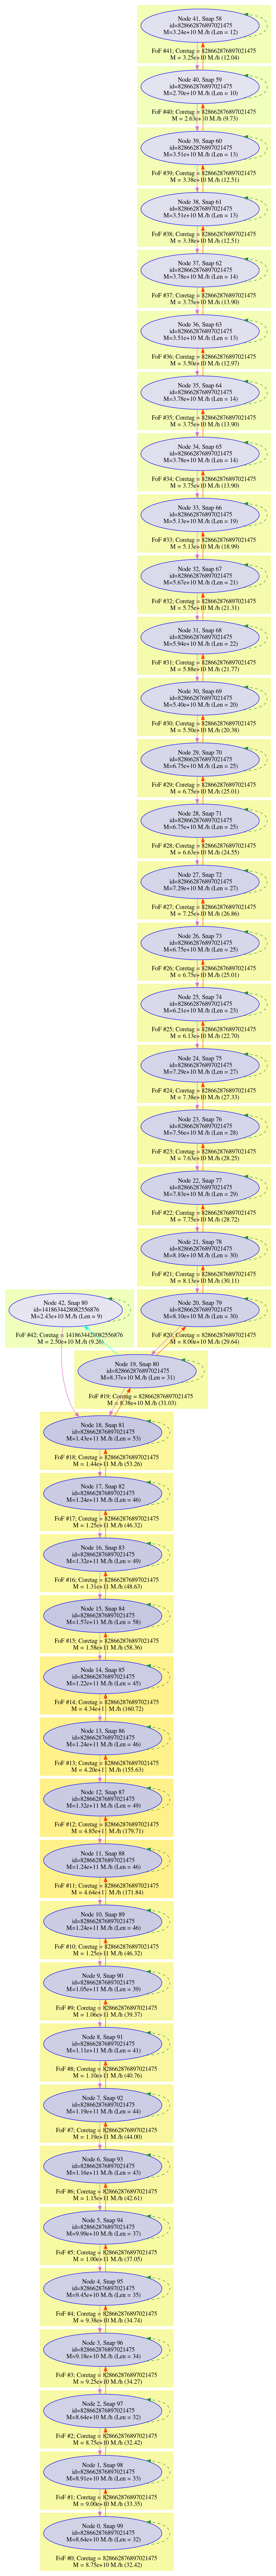 Node 41, Snap 58
id=828662876897021475
M=3.24e+10 M./h (Len = 12)
FoF #41; Coretag = 828662876897021475
M = 3.25e+10 M./h (12.04)
Node 40, Snap 59
id=828662876897021475
M=2.70e+10 M./h (Len = 10)
FoF #40; Coretag = 828662876897021475
M = 2.63e+10 M./h (9.73)
Node 39, Snap 60
id=828662876897021475
M=3.51e+10 M./h (Len = 13)
FoF #39; Coretag = 828662876897021475
M = 3.38e+10 M./h (12.51)
Node 38, Snap 61
id=828662876897021475
M=3.51e+10 M./h (Len = 13)
FoF #38; Coretag = 828662876897021475
M = 3.38e+10 M./h (12.51)
Node 37, Snap 62
id=828662876897021475
M=3.78e+10 M./h (Len = 14)
FoF #37; Coretag = 828662876897021475
M = 3.75e+10 M./h (13.90)
Node 36, Snap 63
id=828662876897021475
M=3.51e+10 M./h (Len = 13)
FoF #36; Coretag = 828662876897021475
M = 3.50e+10 M./h (12.97)
Node 35, Snap 64
id=828662876897021475
M=3.78e+10 M./h (Len = 14)
FoF #35; Coretag = 828662876897021475
M = 3.75e+10 M./h (13.90)
Node 34, Snap 65
id=828662876897021475
M=3.78e+10 M./h (Len = 14)
FoF #34; Coretag = 828662876897021475
M = 3.75e+10 M./h (13.90)
Node 33, Snap 66
id=828662876897021475
M=5.13e+10 M./h (Len = 19)
FoF #33; Coretag = 828662876897021475
M = 5.13e+10 M./h (18.99)
Node 32, Snap 67
id=828662876897021475
M=5.67e+10 M./h (Len = 21)
FoF #32; Coretag = 828662876897021475
M = 5.75e+10 M./h (21.31)
Node 31, Snap 68
id=828662876897021475
M=5.94e+10 M./h (Len = 22)
FoF #31; Coretag = 828662876897021475
M = 5.88e+10 M./h (21.77)
Node 30, Snap 69
id=828662876897021475
M=5.40e+10 M./h (Len = 20)
FoF #30; Coretag = 828662876897021475
M = 5.50e+10 M./h (20.38)
Node 29, Snap 70
id=828662876897021475
M=6.75e+10 M./h (Len = 25)
FoF #29; Coretag = 828662876897021475
M = 6.75e+10 M./h (25.01)
Node 28, Snap 71
id=828662876897021475
M=6.75e+10 M./h (Len = 25)
FoF #28; Coretag = 828662876897021475
M = 6.63e+10 M./h (24.55)
Node 27, Snap 72
id=828662876897021475
M=7.29e+10 M./h (Len = 27)
FoF #27; Coretag = 828662876897021475
M = 7.25e+10 M./h (26.86)
Node 26, Snap 73
id=828662876897021475
M=6.75e+10 M./h (Len = 25)
FoF #26; Coretag = 828662876897021475
M = 6.75e+10 M./h (25.01)
Node 25, Snap 74
id=828662876897021475
M=6.21e+10 M./h (Len = 23)
FoF #25; Coretag = 828662876897021475
M = 6.13e+10 M./h (22.70)
Node 24, Snap 75
id=828662876897021475
M=7.29e+10 M./h (Len = 27)
FoF #24; Coretag = 828662876897021475
M = 7.38e+10 M./h (27.33)
Node 23, Snap 76
id=828662876897021475
M=7.56e+10 M./h (Len = 28)
FoF #23; Coretag = 828662876897021475
M = 7.63e+10 M./h (28.25)
Node 22, Snap 77
id=828662876897021475
M=7.83e+10 M./h (Len = 29)
FoF #22; Coretag = 828662876897021475
M = 7.75e+10 M./h (28.72)
Node 21, Snap 78
id=828662876897021475
M=8.10e+10 M./h (Len = 30)
FoF #21; Coretag = 828662876897021475
M = 8.13e+10 M./h (30.11)
Node 42, Snap 80
id=1418634428082556876
M=2.43e+10 M./h (Len = 9)
FoF #42; Coretag = 1418634428082556876
M = 2.50e+10 M./h (9.26)
Node 20, Snap 79
id=828662876897021475
M=8.10e+10 M./h (Len = 30)
FoF #20; Coretag = 828662876897021475
M = 8.00e+10 M./h (29.64)
Node 19, Snap 80
id=828662876897021475
M=8.37e+10 M./h (Len = 31)
FoF #19; Coretag = 828662876897021475
M = 8.38e+10 M./h (31.03)
Node 18, Snap 81
id=828662876897021475
M=1.43e+11 M./h (Len = 53)
FoF #18; Coretag = 828662876897021475
M = 1.44e+11 M./h (53.26)
Node 17, Snap 82
id=828662876897021475
M=1.24e+11 M./h (Len = 46)
FoF #17; Coretag = 828662876897021475
M = 1.25e+11 M./h (46.32)
Node 16, Snap 83
id=828662876897021475
M=1.32e+11 M./h (Len = 49)
FoF #16; Coretag = 828662876897021475
M = 1.31e+11 M./h (48.63)
Node 15, Snap 84
id=828662876897021475
M=1.57e+11 M./h (Len = 58)
FoF #15; Coretag = 828662876897021475
M = 1.58e+11 M./h (58.36)
Node 14, Snap 85
id=828662876897021475
M=1.22e+11 M./h (Len = 45)
FoF #14; Coretag = 828662876897021475
M = 4.34e+11 M./h (160.72)
Node 13, Snap 86
id=828662876897021475
M=1.24e+11 M./h (Len = 46)
FoF #13; Coretag = 828662876897021475
M = 4.20e+11 M./h (155.63)
Node 12, Snap 87
id=828662876897021475
M=1.32e+11 M./h (Len = 49)
FoF #12; Coretag = 828662876897021475
M = 4.85e+11 M./h (179.71)
Node 11, Snap 88
id=828662876897021475
M=1.24e+11 M./h (Len = 46)
FoF #11; Coretag = 828662876897021475
M = 4.64e+11 M./h (171.84)
Node 10, Snap 89
id=828662876897021475
M=1.24e+11 M./h (Len = 46)
FoF #10; Coretag = 828662876897021475
M = 1.25e+11 M./h (46.32)
Node 9, Snap 90
id=828662876897021475
M=1.05e+11 M./h (Len = 39)
FoF #9; Coretag = 828662876897021475
M = 1.06e+11 M./h (39.37)
Node 8, Snap 91
id=828662876897021475
M=1.11e+11 M./h (Len = 41)
FoF #8; Coretag = 828662876897021475
M = 1.10e+11 M./h (40.76)
Node 7, Snap 92
id=828662876897021475
M=1.19e+11 M./h (Len = 44)
FoF #7; Coretag = 828662876897021475
M = 1.19e+11 M./h (44.00)
Node 6, Snap 93
id=828662876897021475
M=1.16e+11 M./h (Len = 43)
FoF #6; Coretag = 828662876897021475
M = 1.15e+11 M./h (42.61)
Node 5, Snap 94
id=828662876897021475
M=9.99e+10 M./h (Len = 37)
FoF #5; Coretag = 828662876897021475
M = 1.00e+11 M./h (37.05)
Node 4, Snap 95
id=828662876897021475
M=9.45e+10 M./h (Len = 35)
FoF #4; Coretag = 828662876897021475
M = 9.38e+10 M./h (34.74)
Node 3, Snap 96
id=828662876897021475
M=9.18e+10 M./h (Len = 34)
FoF #3; Coretag = 828662876897021475
M = 9.25e+10 M./h (34.27)
Node 2, Snap 97
id=828662876897021475
M=8.64e+10 M./h (Len = 32)
FoF #2; Coretag = 828662876897021475
M = 8.75e+10 M./h (32.42)
Node 1, Snap 98
id=828662876897021475
M=8.91e+10 M./h (Len = 33)
FoF #1; Coretag = 828662876897021475
M = 9.00e+10 M./h (33.35)
Node 0, Snap 99
id=828662876897021475
M=8.64e+10 M./h (Len = 32)
FoF #0; Coretag = 828662876897021475
M = 8.75e+10 M./h (32.42)